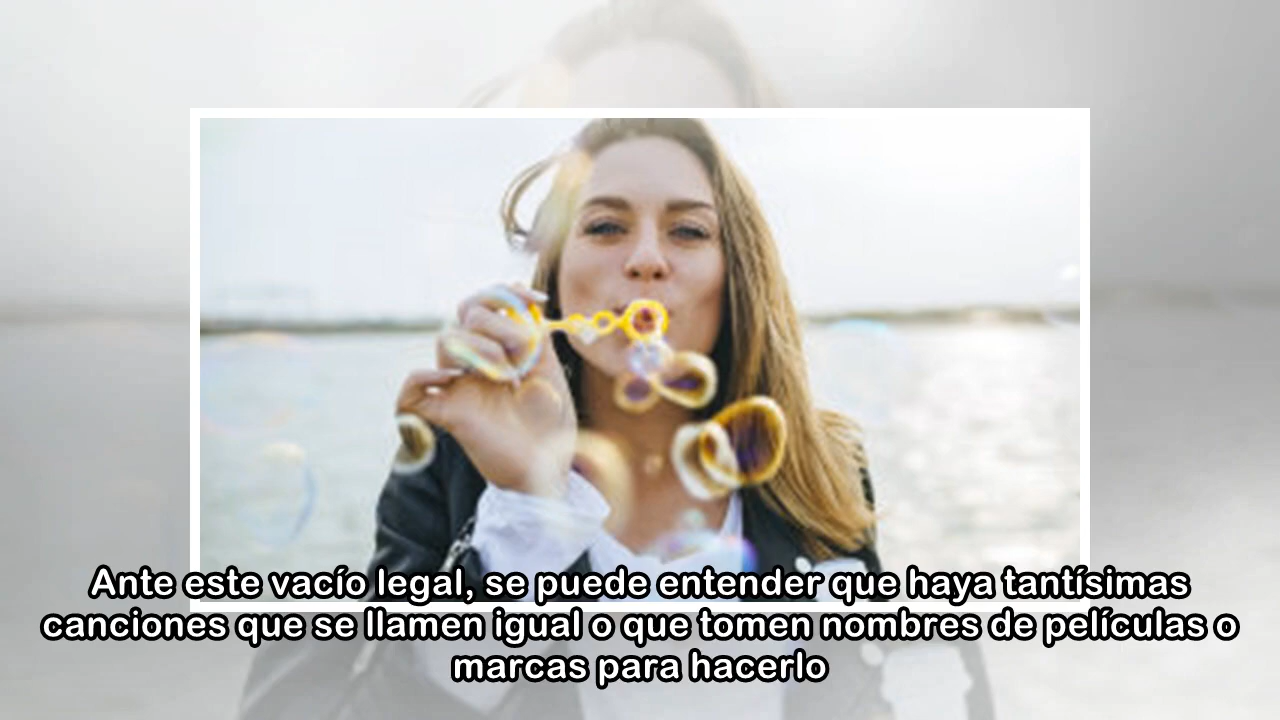 Ante este vacío legal, se puede entender que haya tantísimas
canciones que se llamen igual o que tomen nombres de películas o
marcas para hacerlo